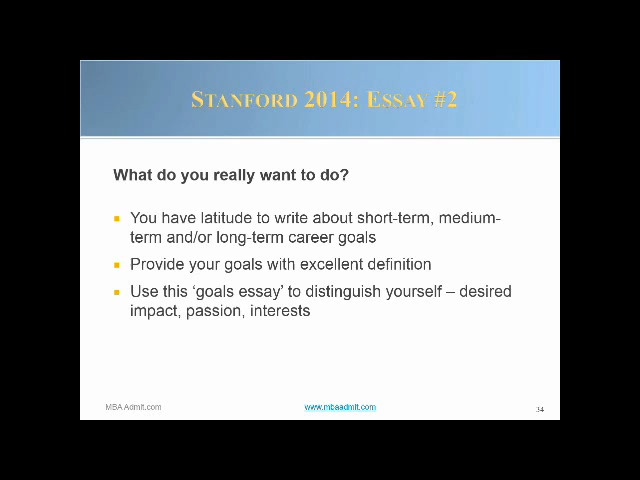 STANFORD 2014: ESSAY #2
What do you really want to do?
▪ You have latitude to write about short-term, medium-
term and/or long-term career goals
▪ Provide your goals with excellent definition
▪ Use this ‘goals essay’ to distinguish yourself – desired
impact, passion, interests
MBA Admit.com
www.mbaadmit.com
34